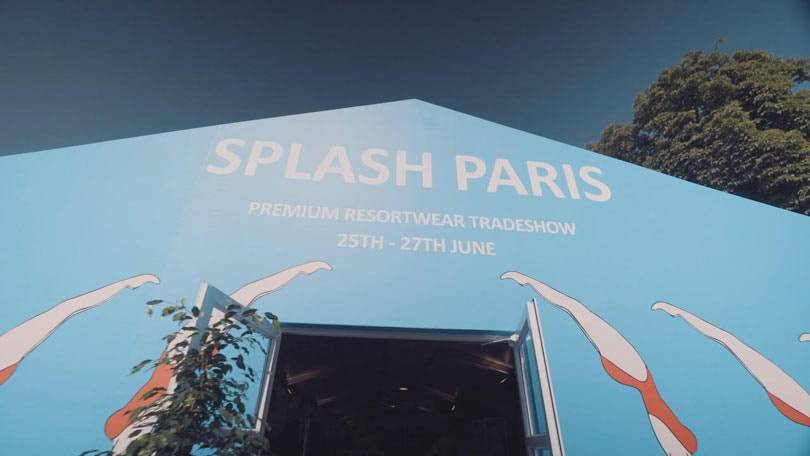 SPLASH PARIS
PREMIUM RESORTWEAR TRADESHOW
25TH - 27TH JUNE